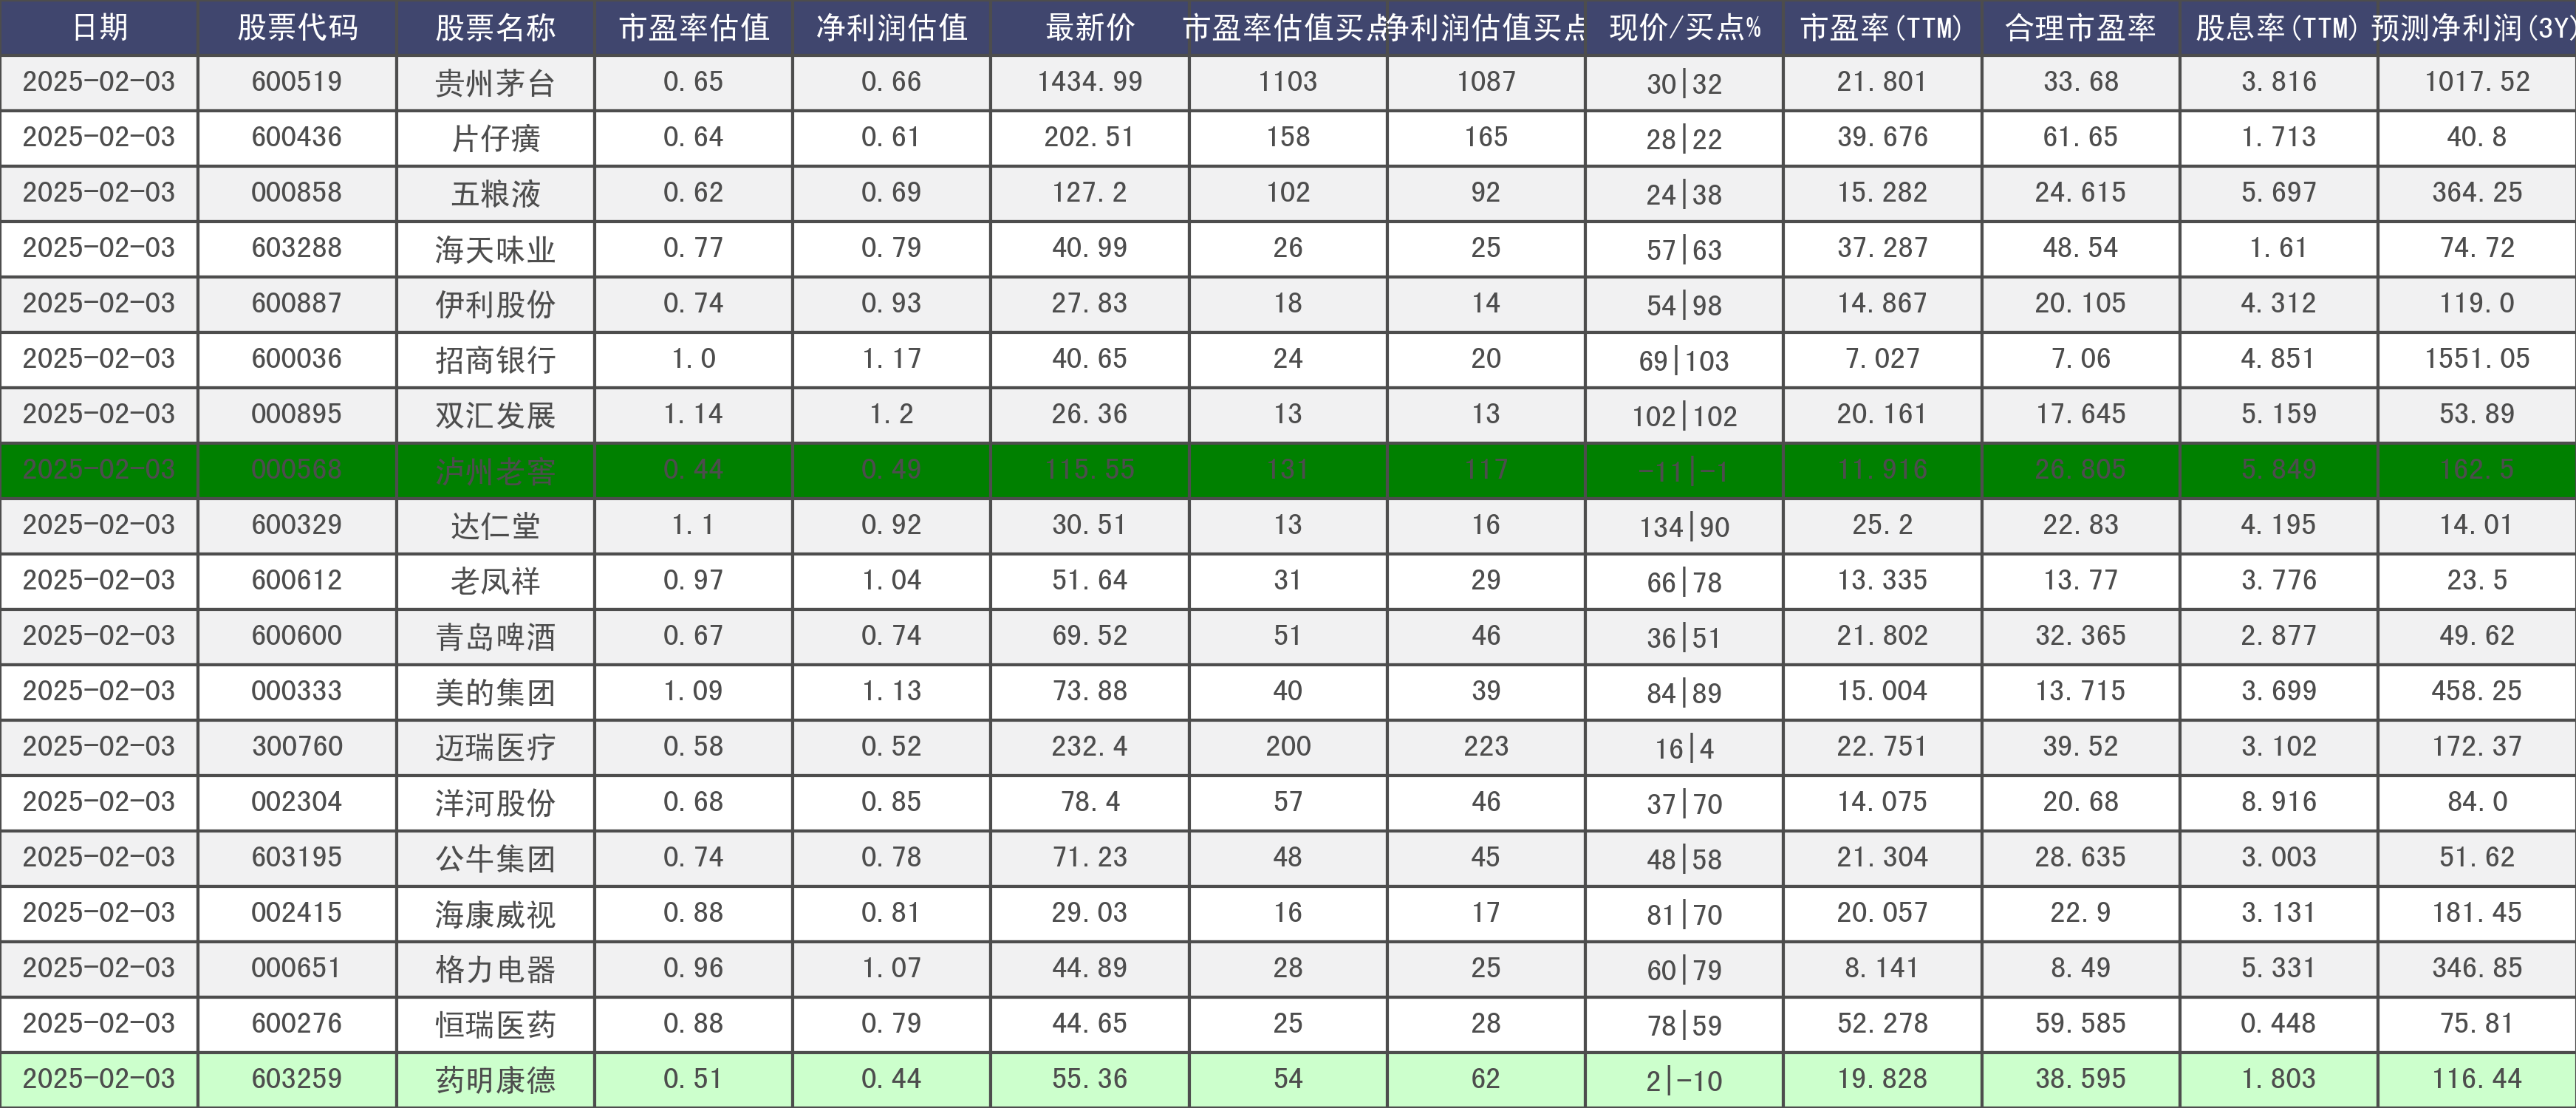 日期 股票代码 股票名称 市盈率估值 净利润估值 最新价 市盈率估值买点 净利润估值买点 现价/买点% 市盈率(TTM) 合理市盈率 股息率(TTM) 预测净利润(3Y)
2025-02-03 600519 贵州茅台 0.65 0.66 1434.99 1103 1087 30|32 21.801 33.68 3.816 1017.52
2025-02-03 600436 片仔癀 0.64 0.61 202.51 158 165 28|22 39.676 61.65 1.713 40.8
2025-02-03 000858 五粮液 0.62 0.69 127.2 102 92 24|38 15.282 24.615 5.697 364.25
2025-02-03 603288 海天味业 0.77 0.79 40.99 26 25 57|63 37.287 48.54 1.61 74.72
2025-02-03 600887 伊利股份 0.74 0.93 27.83 18 14 54|98 14.867 20.105 4.312 119.0
2025-02-03 600036 招商银行 1.0 1.17 40.65 24 20 69|103 7.027 7.06 4.851 1551.05
2025-02-03 000895 双汇发展 1.14 1.2 26.36 13 13 102|102 20.161 17.645 5.159 53.89
2025-02-03 000568 泸州老窖 0.44 0.49 115.55 131 117 -11|-1 11.916 26.805 5.849 162.5
2025-02-03 600329 达仁堂 1.1 0.92 30.51 13 16 134|90 25.2 22.83 4.195 14.01
2025-02-03 600612 老凤祥 0.97 1.04 51.64 31 29 66|78 13.335 13.77 3.776 23.5
2025-02-03 600600 青岛啤酒 0.67 0.74 69.52 51 46 36|51 21.802 32.365 2.877 49.62
2025-02-03 000333 美的集团 1.09 1.13 73.88 40 39 84|89 15.004 13.715 3.699 458.25
2025-02-03 300760 迈瑞医疗 0.58 0.52 232.4 200 223 16|4 22.751 39.52 3.102 172.37
2025-02-03 002304 洋河股份 0.68 0.85 78.4 57 46 37|70 14.075 20.68 8.916 84.0
2025-02-03 603195 公牛集团 0.74 0.78 71.23 48 45 48|58 21.304 28.635 3.003 51.62
2025-02-03 002415 海康威视 0.88 0.81 29.03 16 17 81|70 20.057 22.9 3.131 181.45
2025-02-03 000651 格力电器 0.96 1.07 44.89 28 25 60|79 8.141 8.49 5.331 346.85
2025-02-03 600276 恒瑞医药 0.88 0.79 44.65 25 28 78|59 52.278 59.585 0.448 75.81
2025-02-03 603259 药明康德 0.51 0.44 55.36 54 62 2|-10 19.828 38.595 1.803 116.44